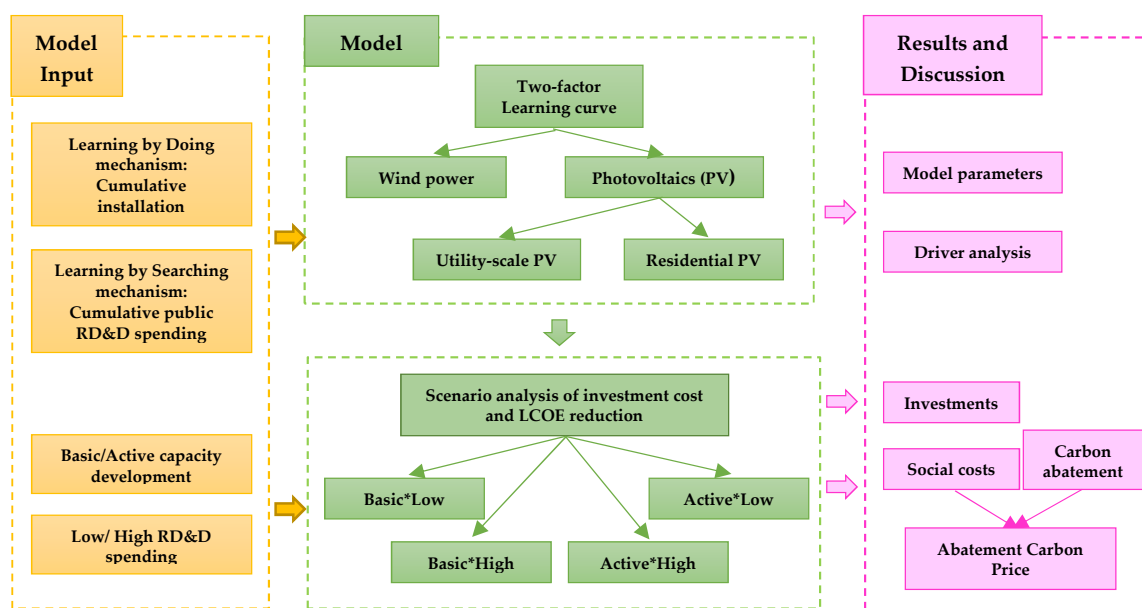 Model
Input
Learning by Doing
mechanism:
Cumulative
installation
Learning by Searching
mechanism:
Cumulative public
RD&D spending
Basic/Active capacity
development
Low/ High RD&D
spending
Model
Two-factor
Learning curve
Wind power
Photovoltaics (PV)
Utility-scale PV
Residential PV
Scenario analysis of investment cost
and LCOE reduction
Basic*Low
Active*Low
Basic*High
Active*High
Results and
Discussion
Model parameters
Driver analysis
Investments
Social costs
Carbon
abatement
Abatement Carbon
Price